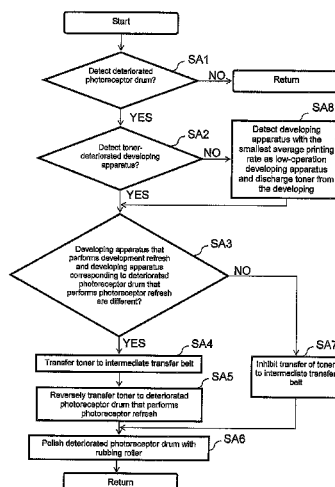 Start
SA1
Detect deteriorated
photoreceptor drum?
NO
Return
YES
SA2
Detect toner-
deteriorated developing
apparatus?
NO
SA8
Detect developing
apparatus with the
smallest average printing
rate as low-operation
developing apparatus
and discharge toner from
the developing
YES
SA3
Developing apparatus that
performs development refresh
and developing apparatus
corresponding to deteriorated
photoreceptor drum that
performs photoreceptor refresh
are different?
NO
YES
SA4
Transfer toner to intermediate transfer belt
SA5
Reversely transfer toner to deteriorated
photoreceptor drum that performs
photoreceptor refresh
SA7
Inhibit transfer of toner
to intermediate transfer
belt
SA6
Polish deteriorated photoreceptor drum with
rubbing roller
Return